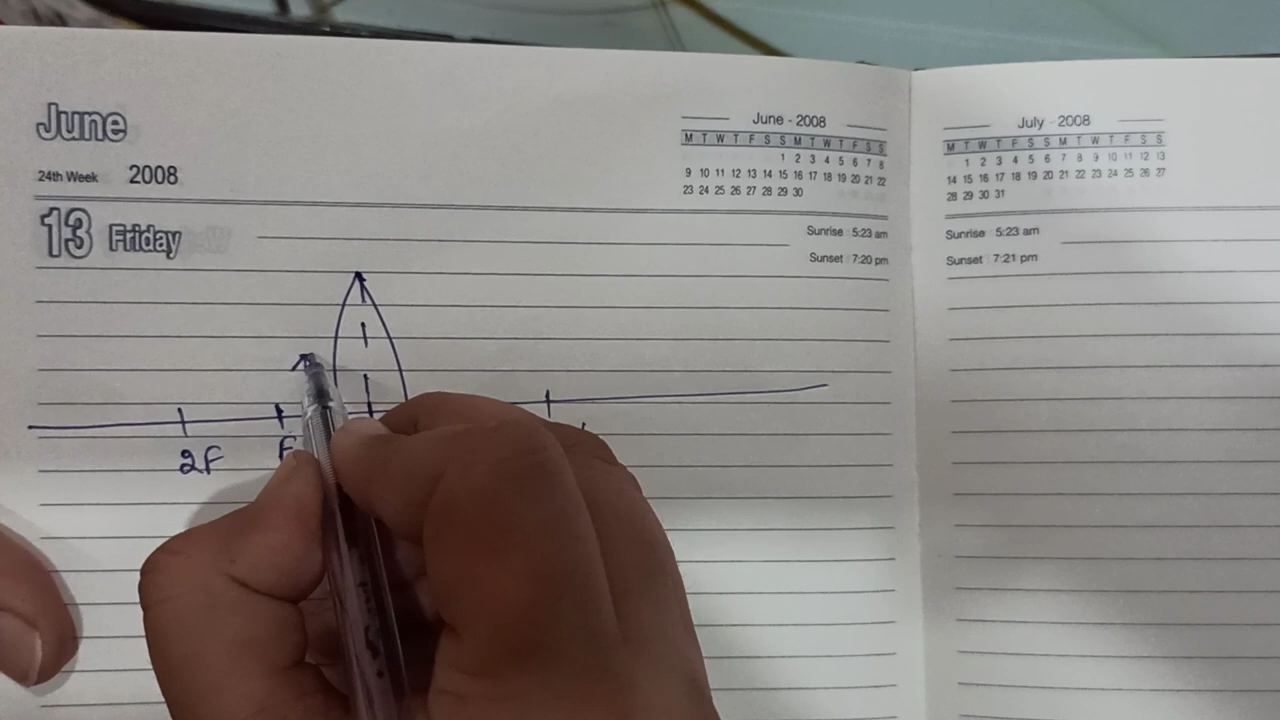 June
24th Week 2008
13 Friday
June - 2008
M T W T F S S M T W T F S S
1 2 3 4 5 6 7 8
9 10 11 12 13 14 15 16 17 18 19 20 21 22
23 24 25 26 27 28 29 30
Sunrise : 5:23 am
Sunset : 7:20 pm
2F F
July - 2008
M T W T F S S M T W T F S S
1 2 3 4 5 6 7 8 9 10 11 12 13
14 15 16 17 18 19 20 21 22 23 24 25 26 27
28 29 30 31
Sunrise : 5:23 am
Sunset : 7:21 pm